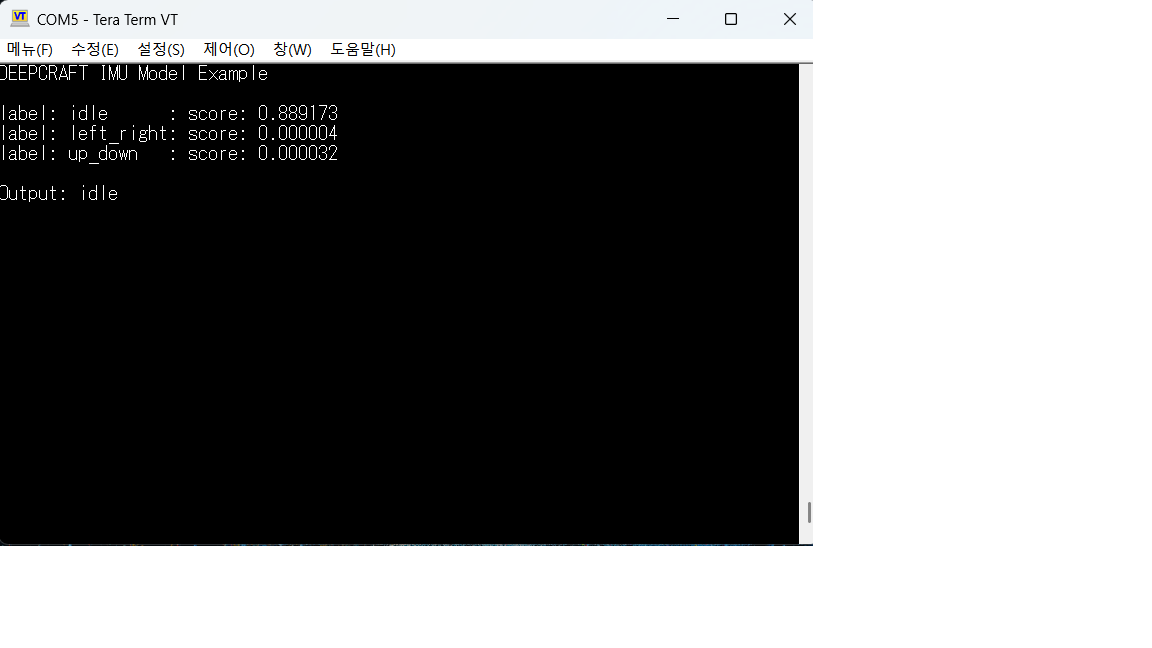 VT COM5 - Tera Term VT
메뉴(F) 수정(E) 설정(S) 제어(O) 창(W) 도움말(H)
DEEPCRAFT IMU Model Example
label: idle      : score: 0.889173
label: left_right: score: 0.000004
label: up_down   : score: 0.000032
Output: idle